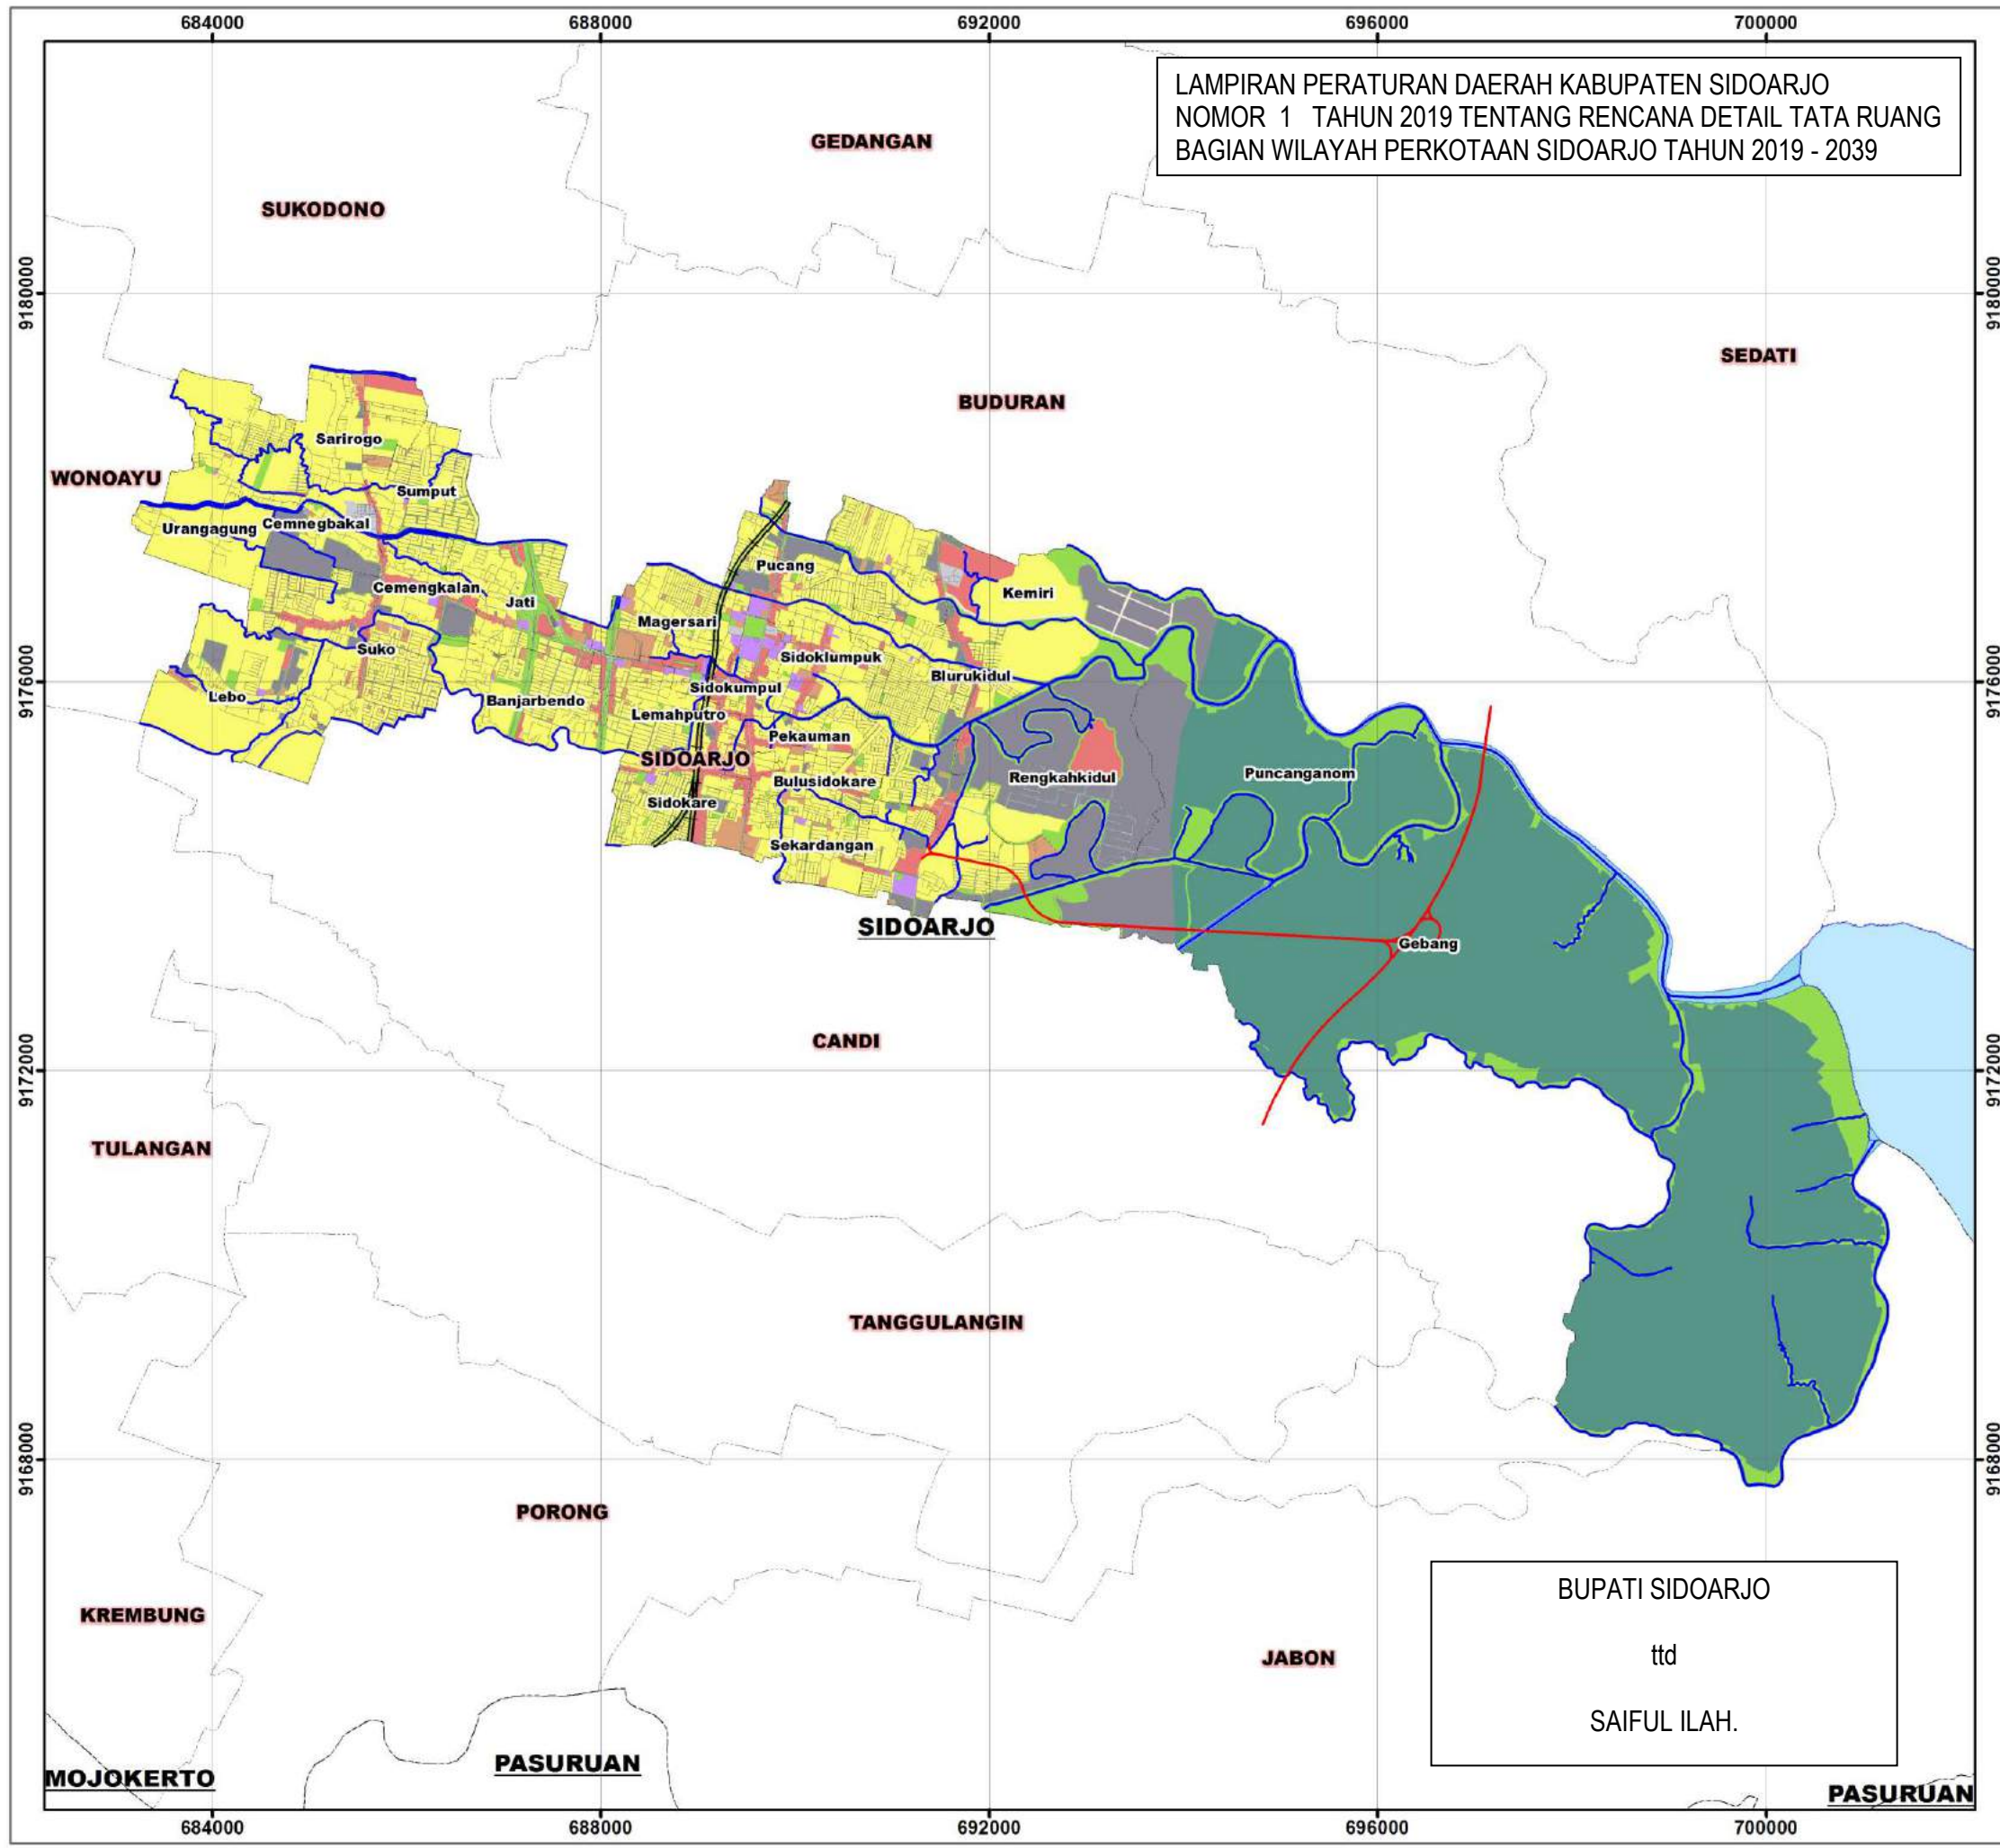 684000
688000
692000
696000
700000
LAMPIRAN PERATURAN DAERAH KABUPATEN SIDOARJO
NOMOR 1 TAHUN 2019 TENTANG RENCANA DETAIL TATA RUANG
BAGIAN WILAYAH PERKOTAAN SIDOARJO TAHUN 2019 - 2039
GEDANGAN
SUKODONO
9180000
9180000
SEDATI
BUDURAN
Sarirogo
WONOAYU
Sumput
Urangagung
Cemnegbakal
Pucang
Cemengkalan
Jati
Kemiri
Magersari
Suko
Sidoklumpuk
Blurukidul
9176000
9176000
Lebo
Banjarbendo
Sidokumpul
Lemahputro
Pekauman
SIDOARJO
Bulusidokare
Rengkahkidul
Puncanganom
Sidokare
Sekardangan
SIDOARJO
Gebang
CANDI
9172000
9172000
TULANGAN
TANGGULANGIN
9168000
9168000
PORONG
KREMBUNG
JABON
BUPATI SIDOARJO
ttd
SAIFUL ILAH.
MOJOKERTO
PASURUAN
PASURUAN
684000
688000
692000
696000
700000